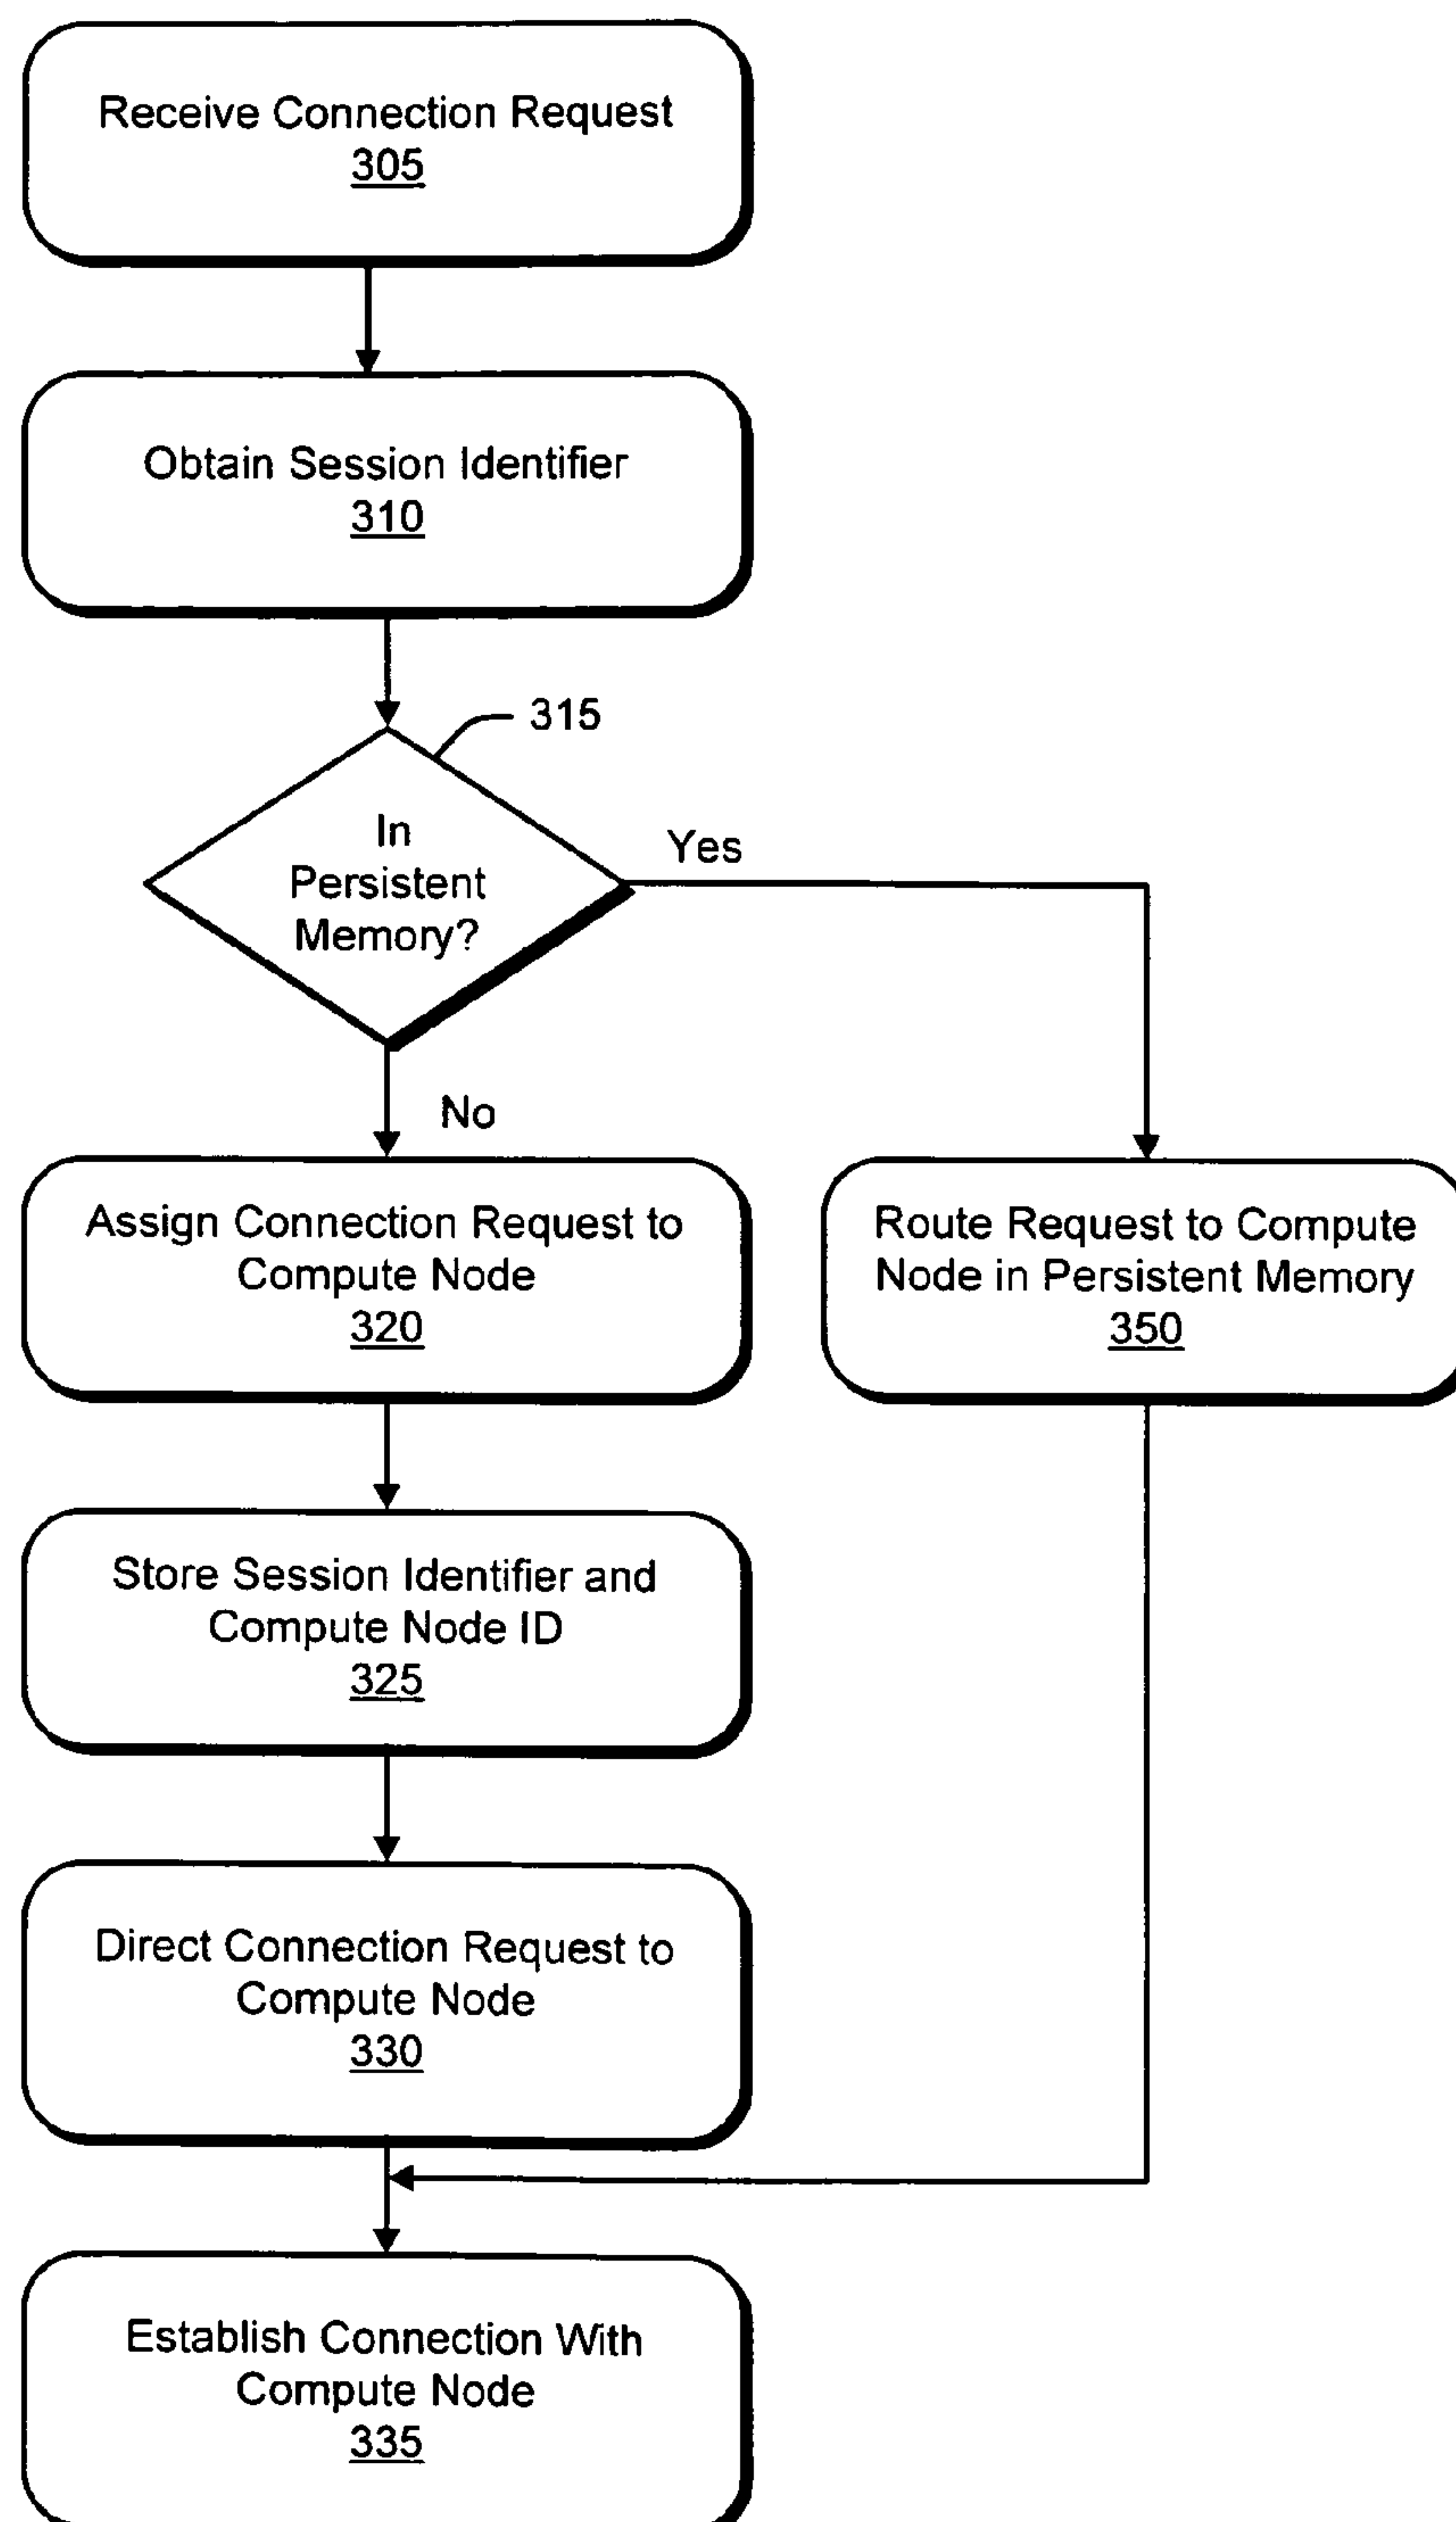 Receive Connection Request
305
Obtain Session Identifier
310
315
In
Persistent
Memory?
Yes
No
Assign Connection Request to
Compute Node
320
Route Request to Compute
Node in Persistent Memory
350
Store Session Identifier and
Compute Node ID
325
Direct Connection Request to
Compute Node
330
Establish Connection With
Compute Node
335